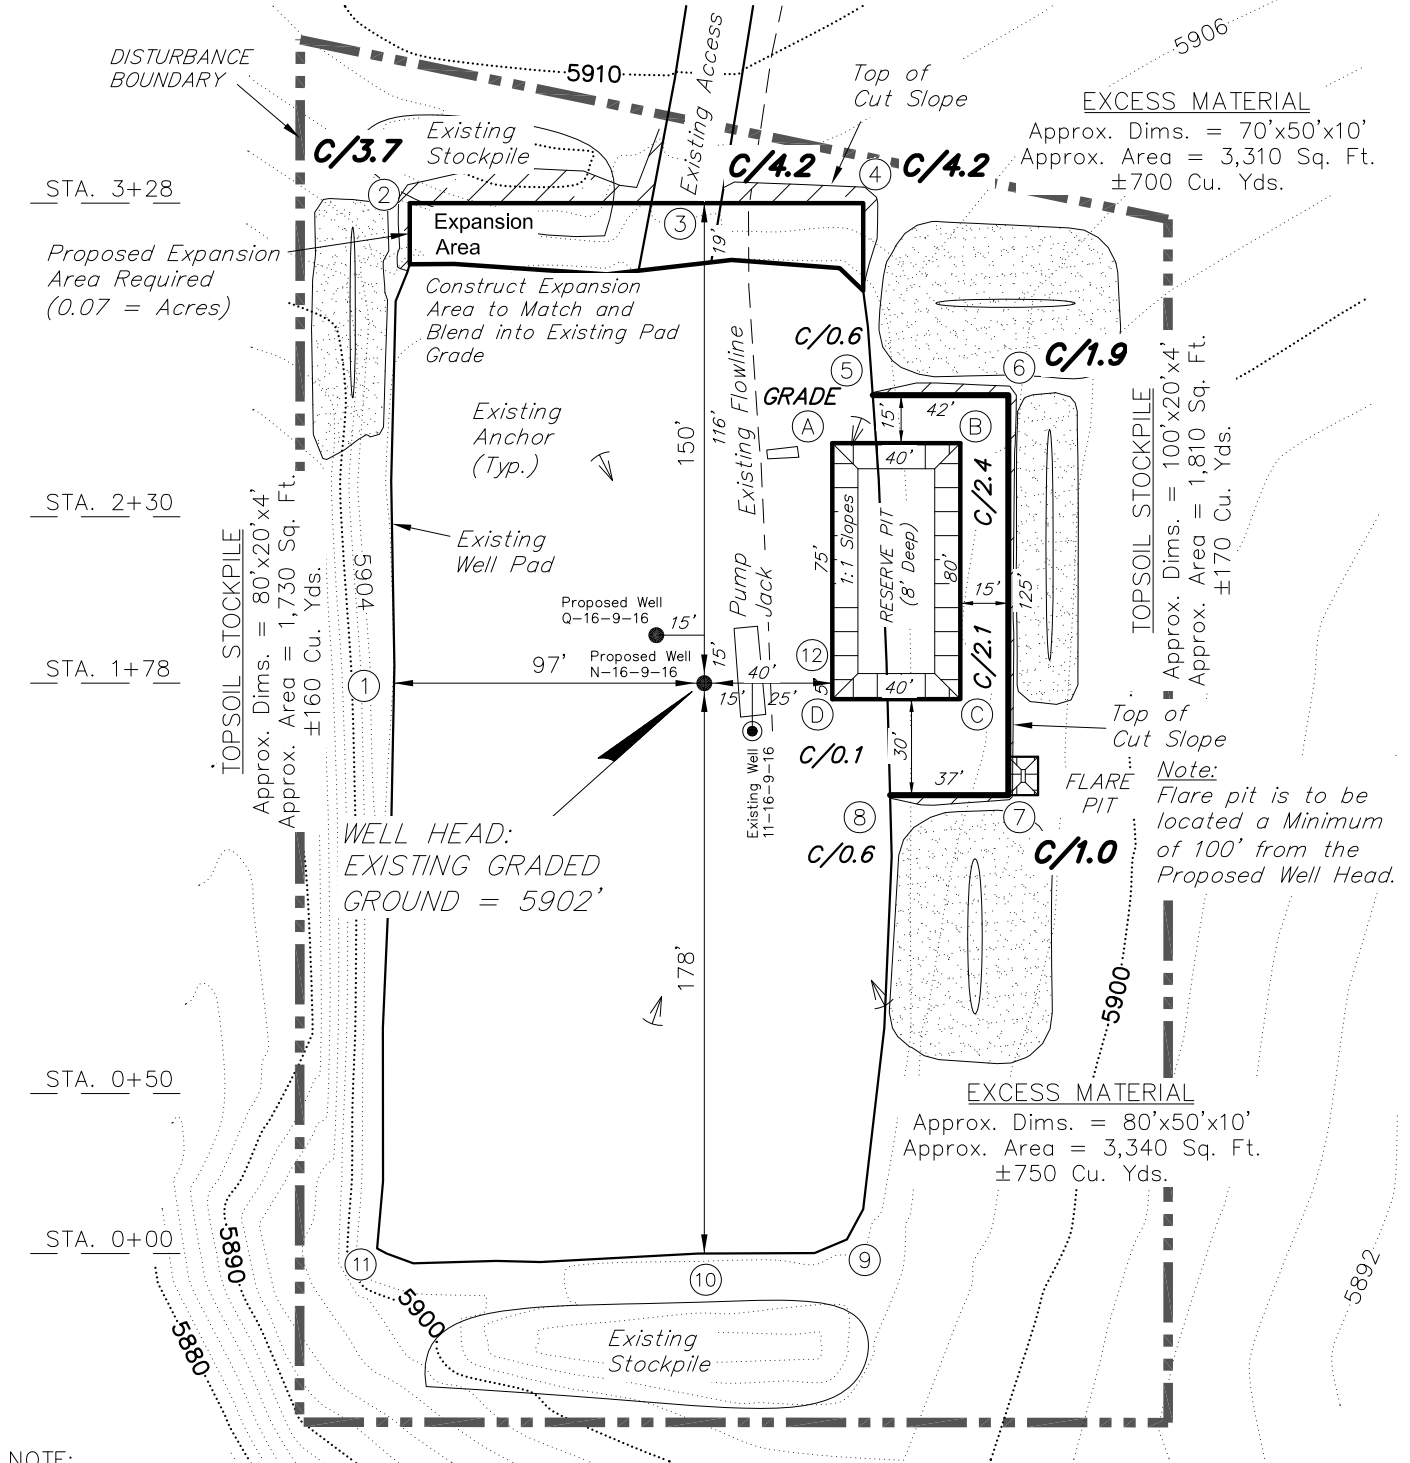 5906
5910
DISTURBANCE
BOUNDARY
Existing Access
Top of
Cut Slope
EXCESS MATERIAL
Approx. Dims. = 70'x50'x10'
Approx. Area = 3,310 Sq. Ft.
±700 Cu. Yds.
C/3.7
Existing
Stockpile
C/4.2
4
C/4.2
STA. 3+28
2
Expansion
Area
3
19'
Proposed Expansion
Area Required
(0.07 = Acres)
Construct Expansion
Area to Match and
Blend into Existing Pad
Grade
C/0.6
5
6
C/1.9
GRADE
Existing Flowline
116'
150'
15'
42'
A
B
40'
Existing
Anchor
(Typ.)
C/2.4
TOPSOIL STOCKPILE
Approx. Dims. = 100'x20'x4'
Approx. Area = 1,810 Sq. Ft.
±170 Cu. Yds.
STA. 2+30
TOPSOIL STOCKPILE
Approx. Dims. = 80'x20'x4'
Approx. Area = 1,730 Sq. Ft.
±160 Cu. Yds.
5904
Existing
Well Pad
75'
1:1 Slopes
RESERVE PIT
(8' Deep)
80'
15'
125'
Pump
Jack
Proposed Well
Q-16-9-16
15'
15'
Proposed Well
N-16-9-16
12
C/2.1
STA. 1+78
1
97'
40'
15'
25'
5'
40'
D
C
C/0.1
30'
37'
Top of
Cut Slope
Existing Well
11-16-9-16
FLARE
PIT
Note:
Flare pit is to be
located a Minimum
of 100' from the
Proposed Well Head.
8
C/0.6
7
C/1.0
WELL HEAD:
EXISTING GRADED
GROUND = 5902'
178'
5900
STA. 0+50
EXCESS MATERIAL
Approx. Dims. = 80'x50'x10'
Approx. Area = 3,340 Sq. Ft.
±750 Cu. Yds.
STA. 0+00
5890
11
10
9
5892
5900
5880
Existing
Stockpile
NOTE: